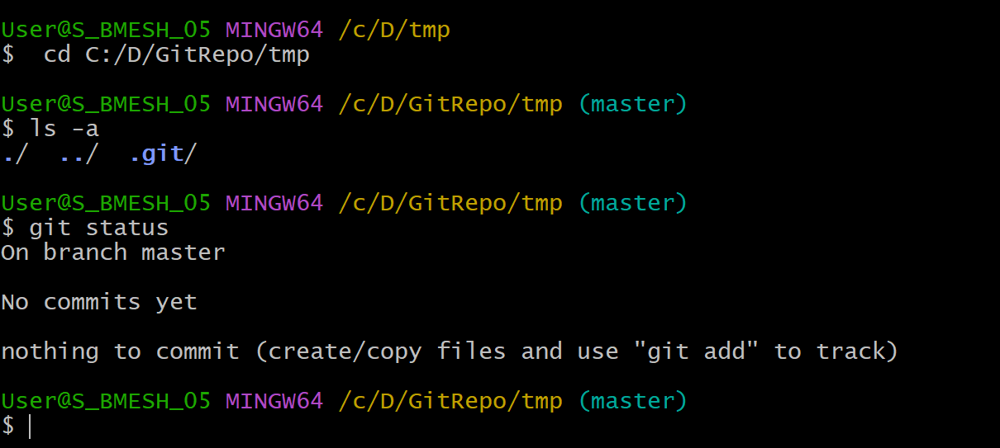 User@S_BMESH_05 MINGW64 /c/D/tmp
$  cd C:/D/GitRepo/tmp
User@S_BMESH_05 MINGW64 /c/D/GitRepo/tmp (master)
$ ls -a
./  ../  .git/
User@S_BMESH_05 MINGW64 /c/D/GitRepo/tmp (master)
$ git status
On branch master
No commits yet
nothing to commit (create/copy files and use "git add" to track)
User@S_BMESH_05 MINGW64 /c/D/GitRepo/tmp (master)
$